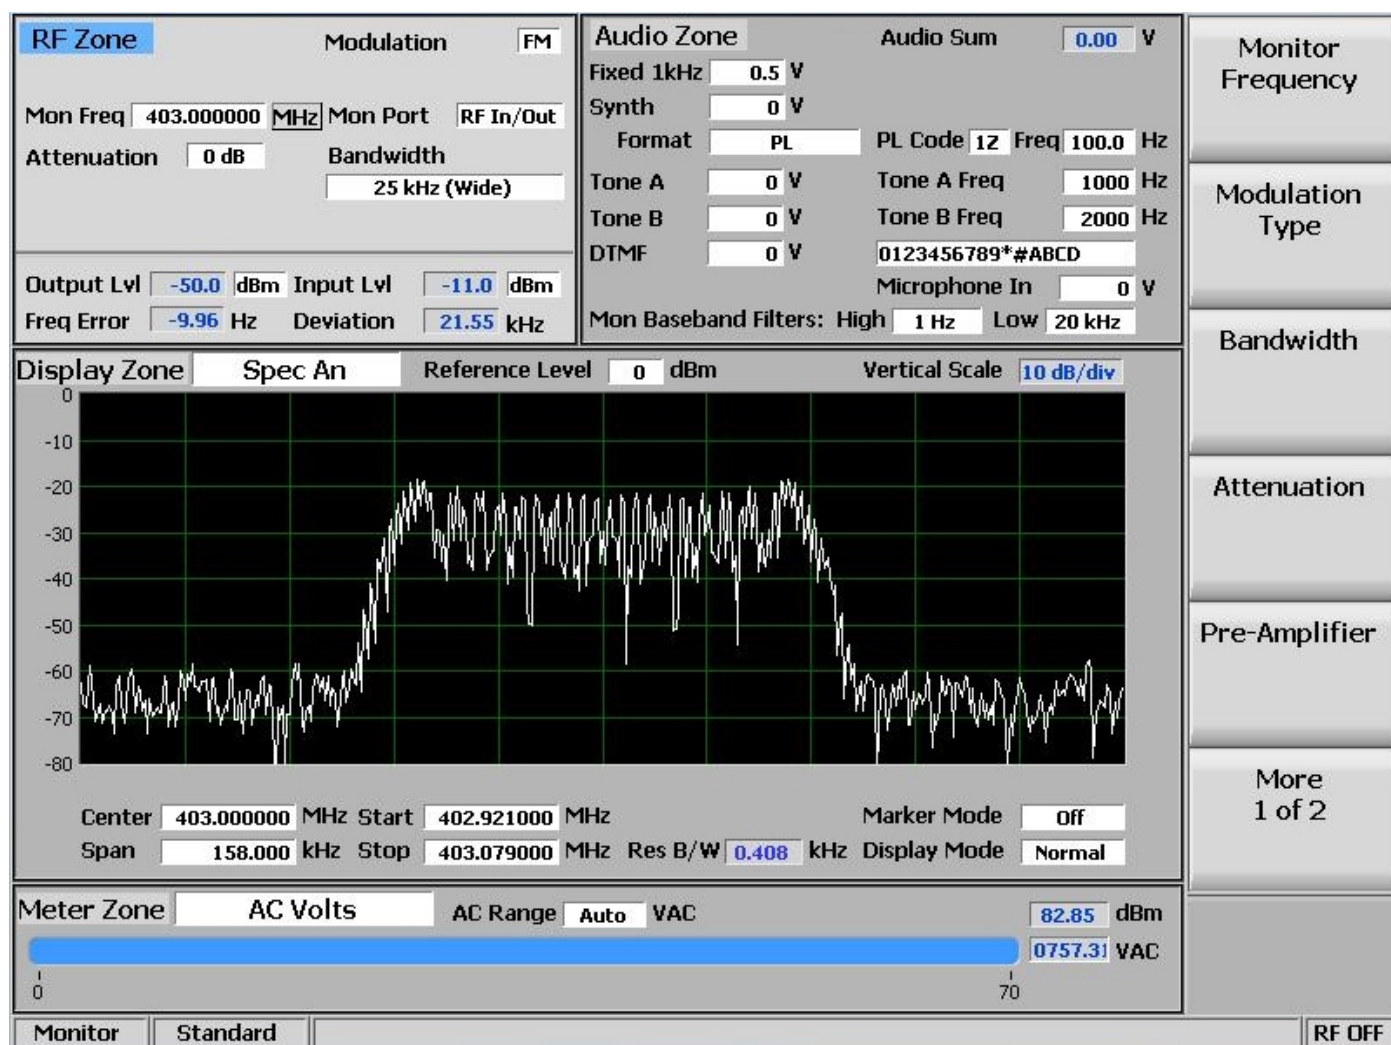 RF Zone Modulation FM
Mon Freq 403.000000 MHz Mon Port RF In/Out
Attenuation 0 dB Bandwidth
25 kHz (Wide)
Output Lvl -50.0 dBm Input Lvl -11.0 dBm
Freq Error -9.96 Hz Deviation 21.55 kHz
Audio Zone Audio Sum 0.00 V
Fixed 1kHz 0.5 V
Synth 0 V
Format PL PL Code 1Z Freq 100.0 Hz
Tone A 0 V Tone A Freq 1000 Hz
Tone B 0 V Tone B Freq 2000 Hz
DTMF 0 V 0123456789*#ABCD
Microphone In 0 V
Mon Baseband Filters: High 1 Hz Low 20 kHz
Display Zone Spec An Reference Level 0 dBm Vertical Scale 10 dB/div
0
-10
-20
-30
-40
-50
-60
-70
-80
Center 403.000000 MHz Start 402.921000 MHz Marker Mode Off
Span 158.000 kHz Stop 403.079000 MHz Res B/W 0.408 kHz Display Mode Normal
Meter Zone AC Volts AC Range Auto VAC 82.85 dBm
0757.31 VAC
0 70
Monitor Standard RF OFF
Monitor
Frequency
Modulation
Type
Bandwidth
Attenuation
Pre-Amplifier
More
1 of 2